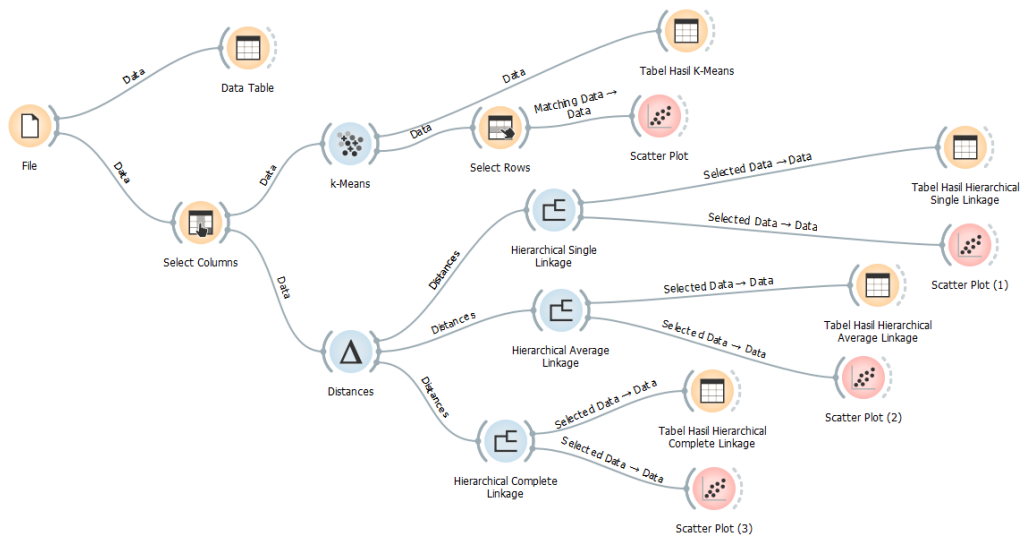 Data
Data Table
File
Data
Data
Tabel Hasil K-Means
Matching Data → Data
Data
Scatter Plot
Select Rows
k-Means
Data
Select Columns
Data
Selected Data → Data
Tabel Hasil Hierarchical
Single Linkage
Distances
Hierarchical Single
Linkage
Selected Data → Data
Scatter Plot (1)
Distances
Hierarchical Average
Linkage
Selected Data → Data
Tabel Hasil Hierarchical
Average Linkage
Selected Data → Data
Scatter Plot (2)
Distances
Distances
Hierarchical Complete
Linkage
Selected Data → Data
Tabel Hasil Hierarchical
Complete Linkage
Selected Data → Data
Scatter Plot (3)